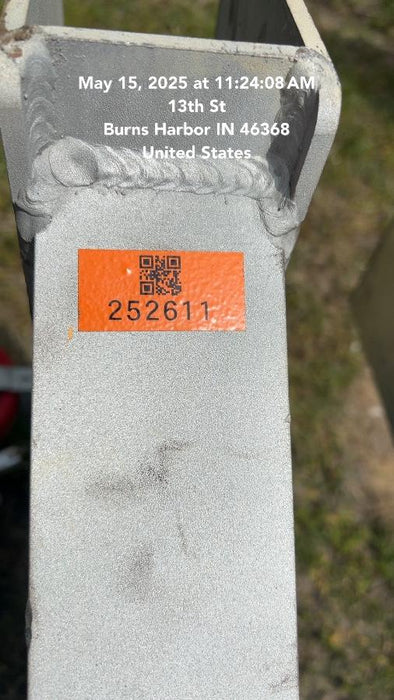 May 15, 2025 at 11:24:08 AM
13th St
Burns Harbor IN 46368
United States
252611